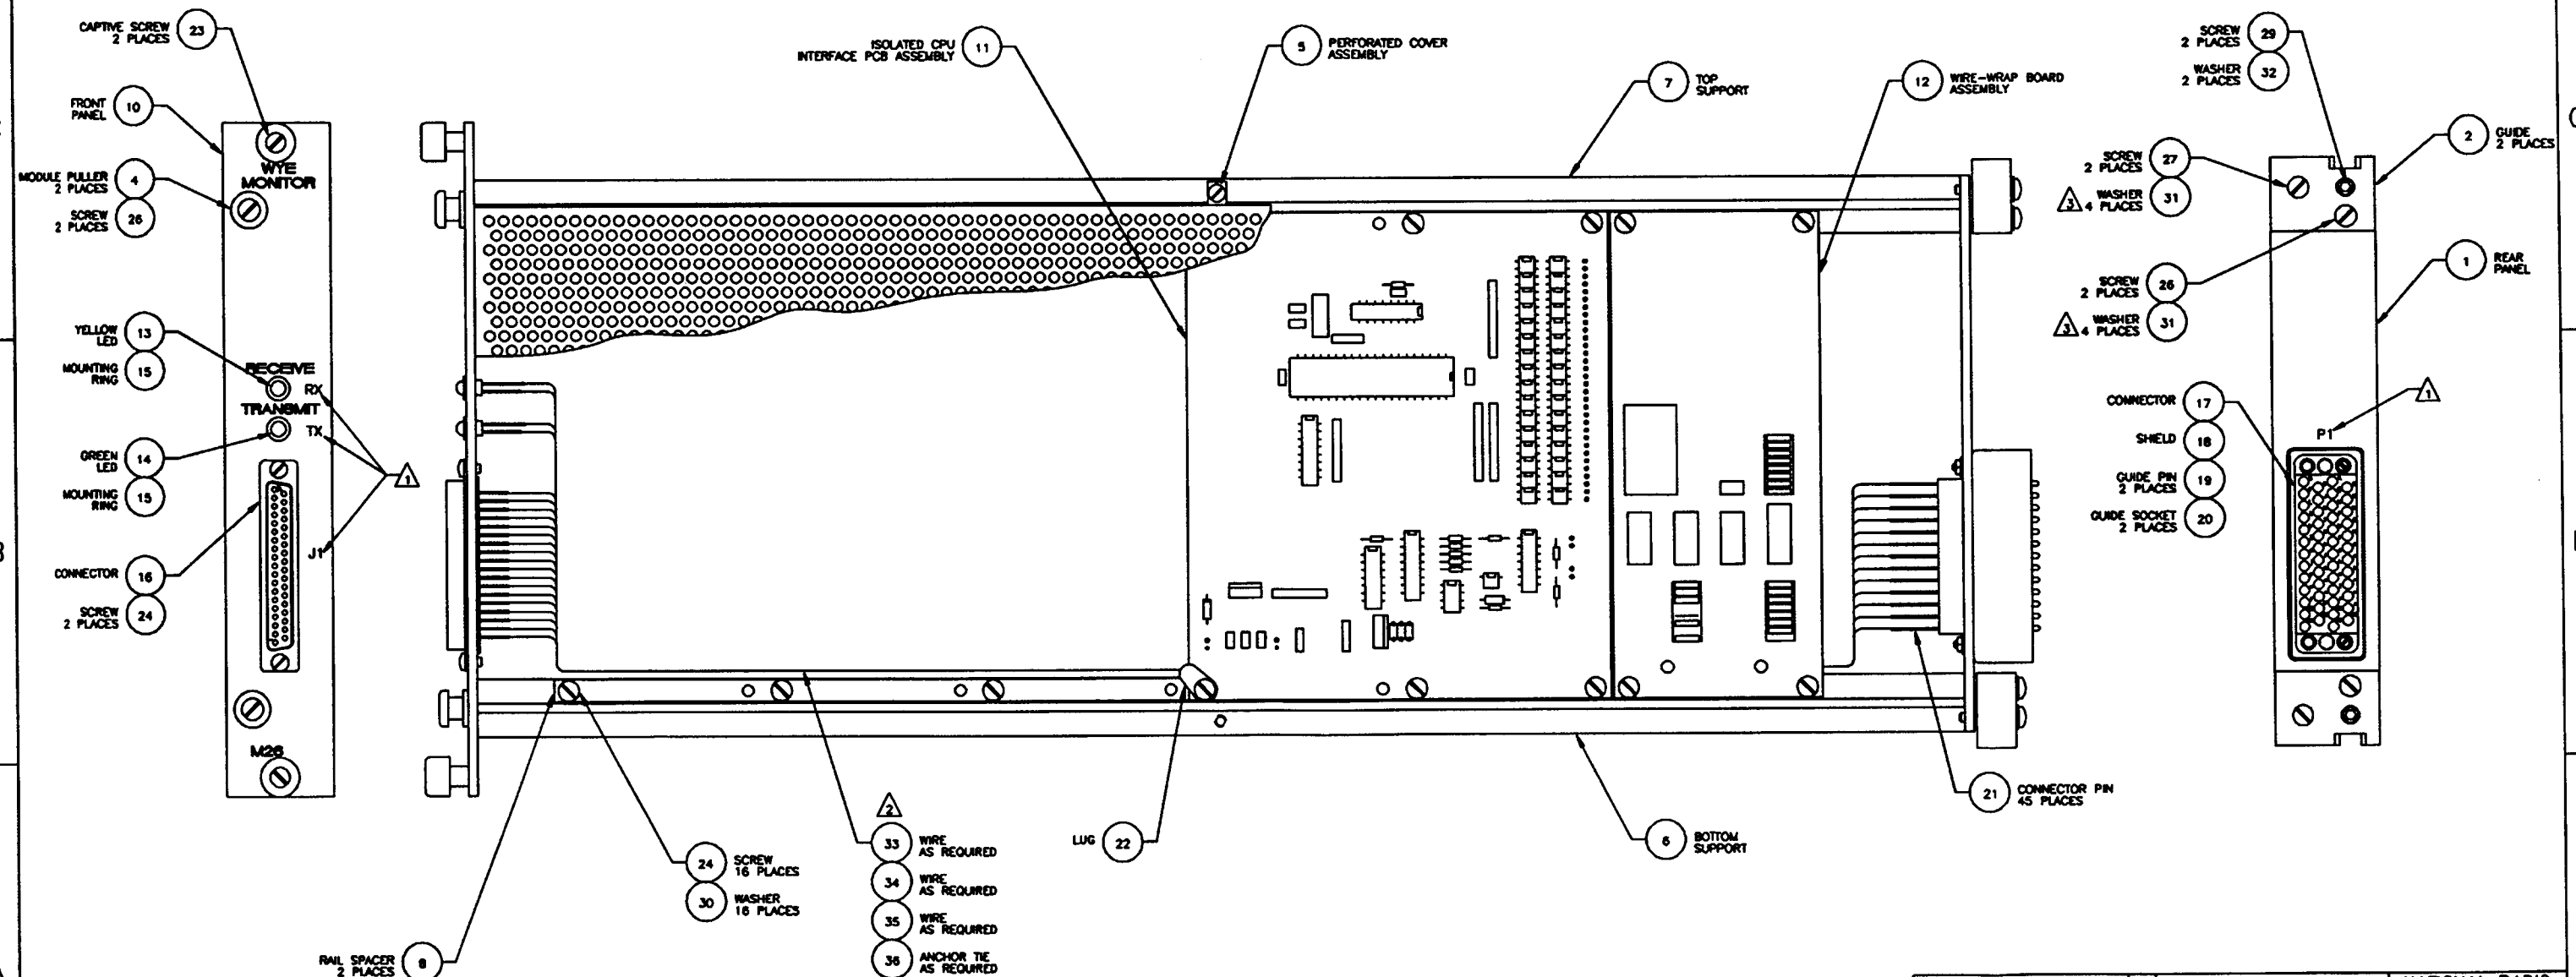 CAPTIVE SCREW
2 PLACES
23
FRONT
PANEL
10
MODULE PULLER
2 PLACES
4
SCREW
2 PLACES
26
YELLOW
LED
13
MOUNTING
RING
15
GREEN
LED
14
MOUNTING
RING
15
CONNECTOR
16
SCREW
2 PLACES
24
WYE
MONITOR
RECEIVE
RX
TRANSMIT
TX
1
J1
M26
ISOLATED CPU
INTERFACE PCB ASSEMBLY
11
5
PERFORATED COVER
ASSEMBLY
7
TOP
SUPPORT
12
WIRE-WRAP BOARD
ASSEMBLY
RAIL SPACER
2 PLACES
8
24
SCREW
16 PLACES
30
WASHER
16 PLACES
2
33
WIRE
AS REQUIRED
34
WIRE
AS REQUIRED
35
WIRE
AS REQUIRED
36
ANCHOR TIE
AS REQUIRED
LUG
22
6
BOTTOM
SUPPORT
21
CONNECTOR PIN
45 PLACES
SCREW
2 PLACES
29
WASHER
2 PLACES
32
2
GUIDE
2 PLACES
SCREW
2 PLACES
27
3
WASHER
4 PLACES
31
1
REAR
PANEL
SCREW
2 PLACES
26
3
WASHER
4 PLACES
31
1
P1
CONNECTOR
17
SHIELD
18
GUIDE PIN
2 PLACES
19
GUIDE SOCKET
2 PLACES
20
NATIONAL RADIO